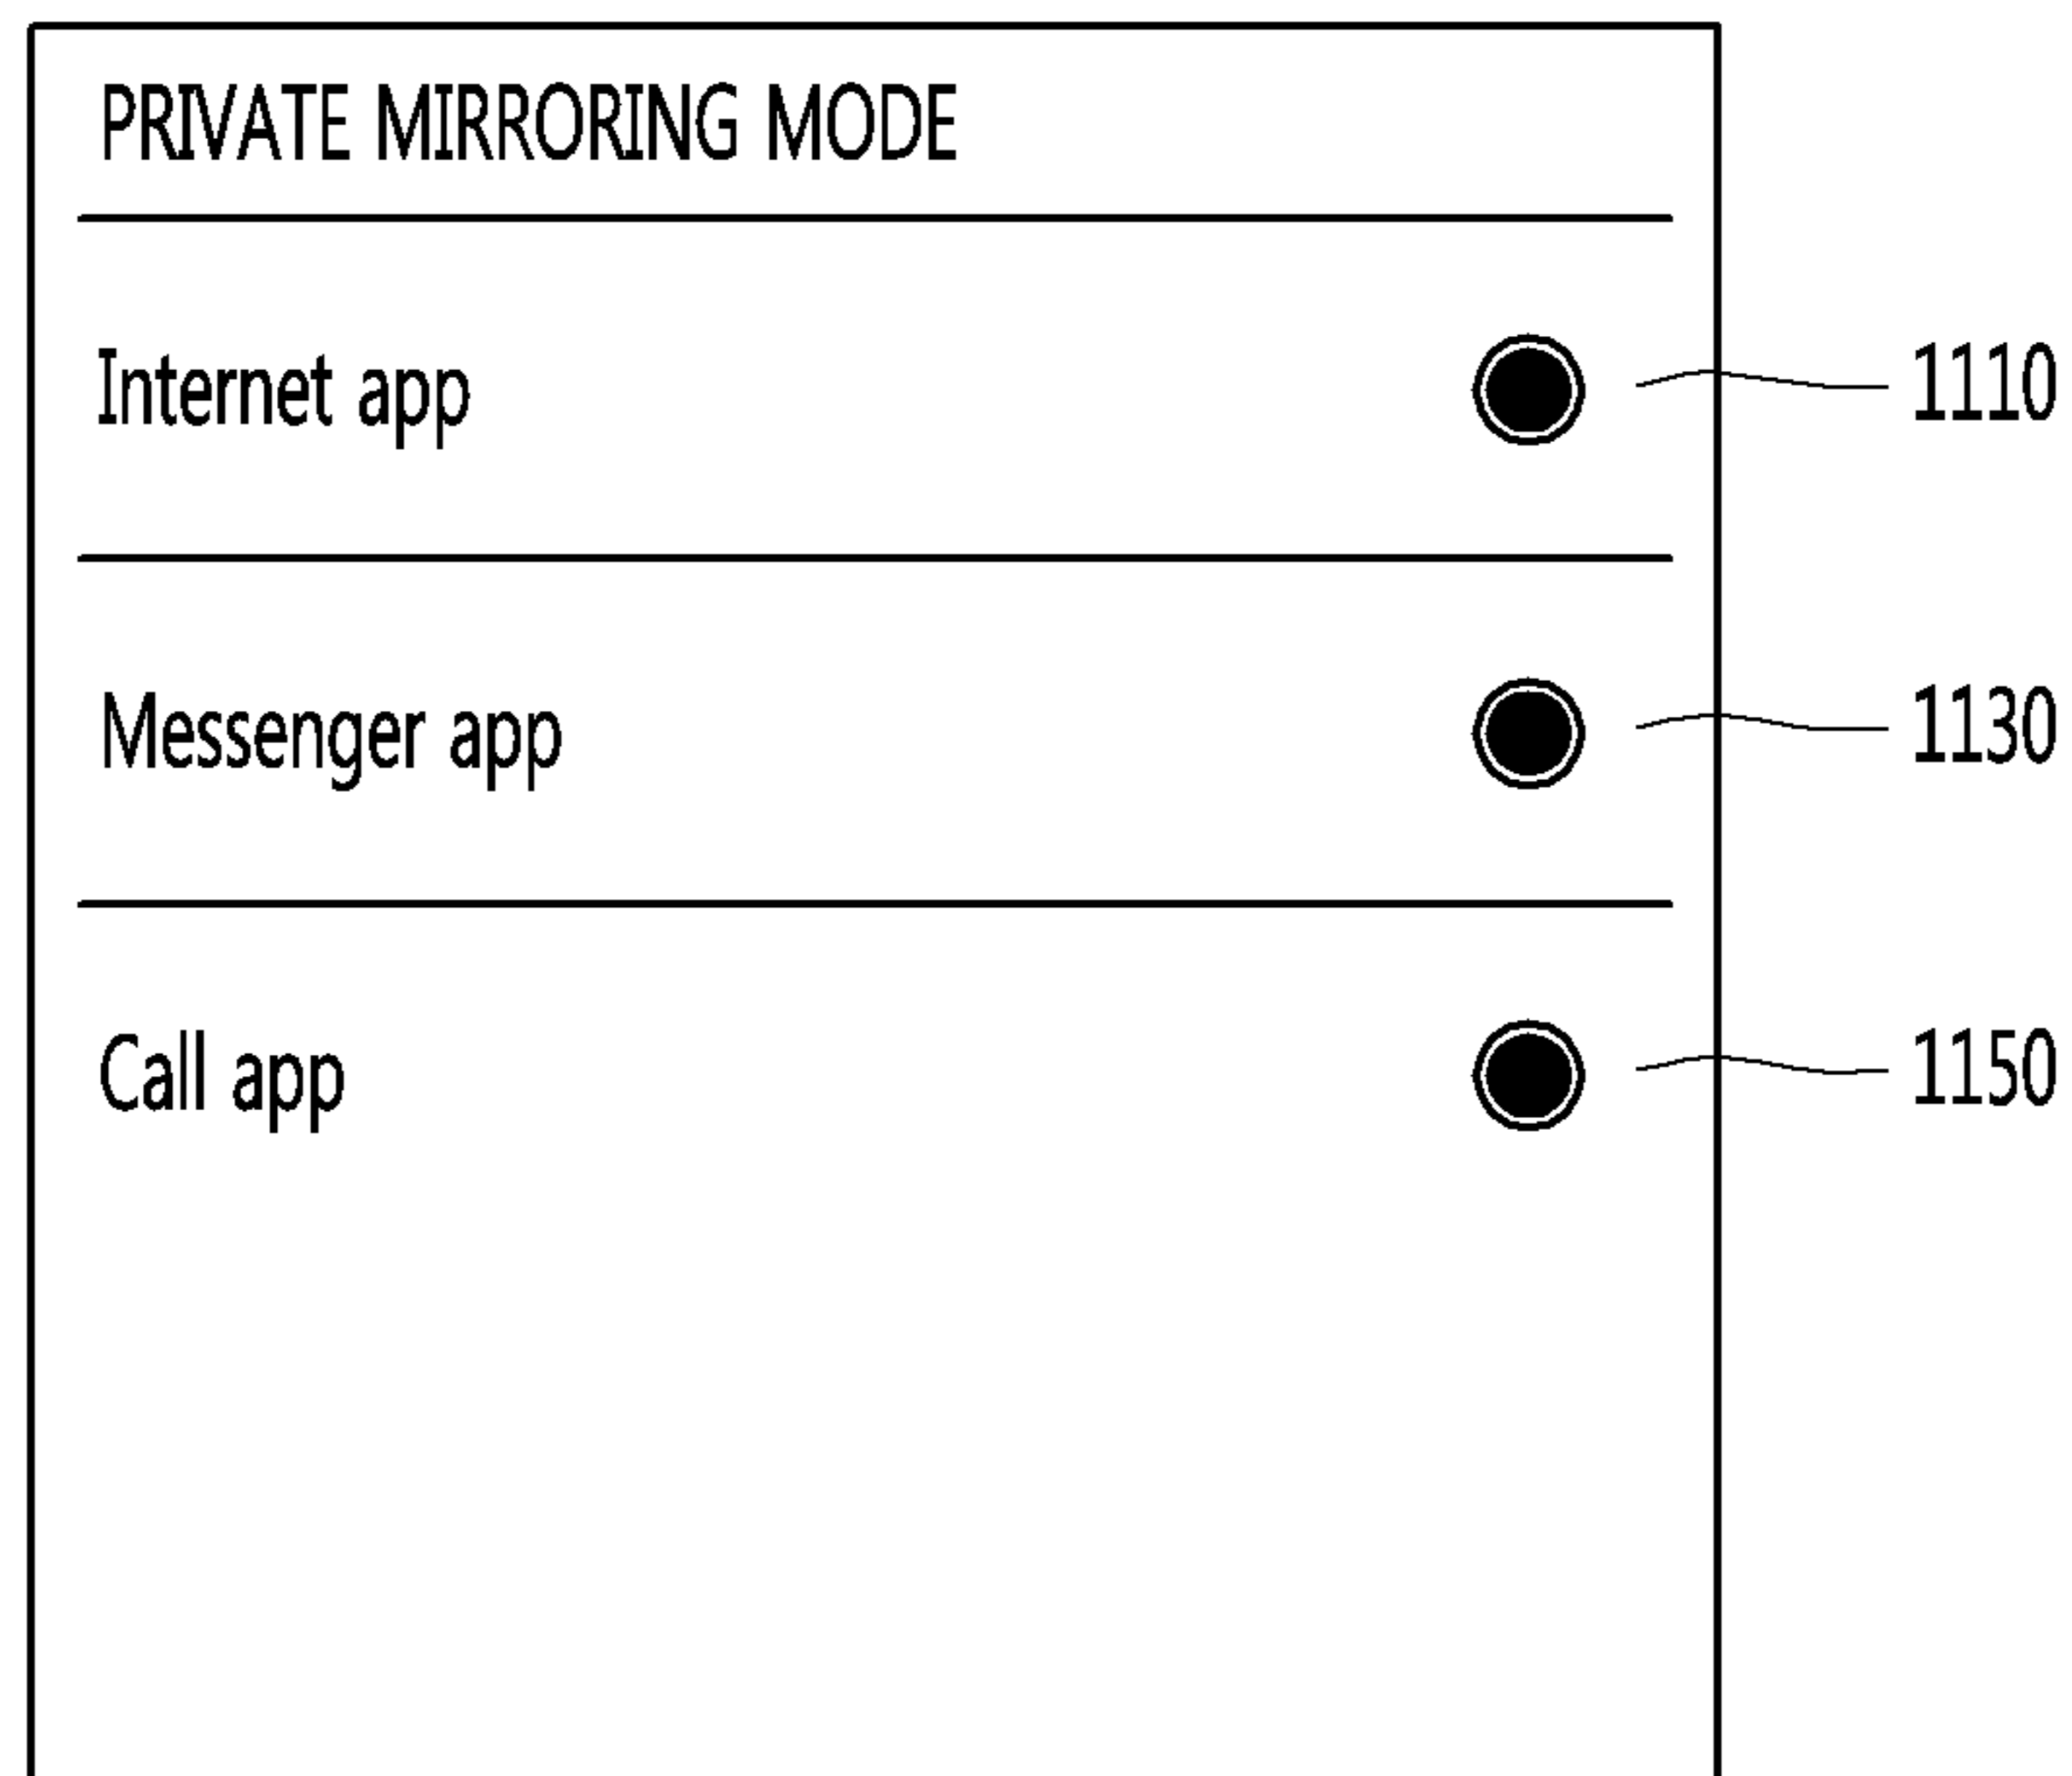 PRIVATE MIRRORING MODE
Internet app 1110
Messenger app 1130
Call app 1150